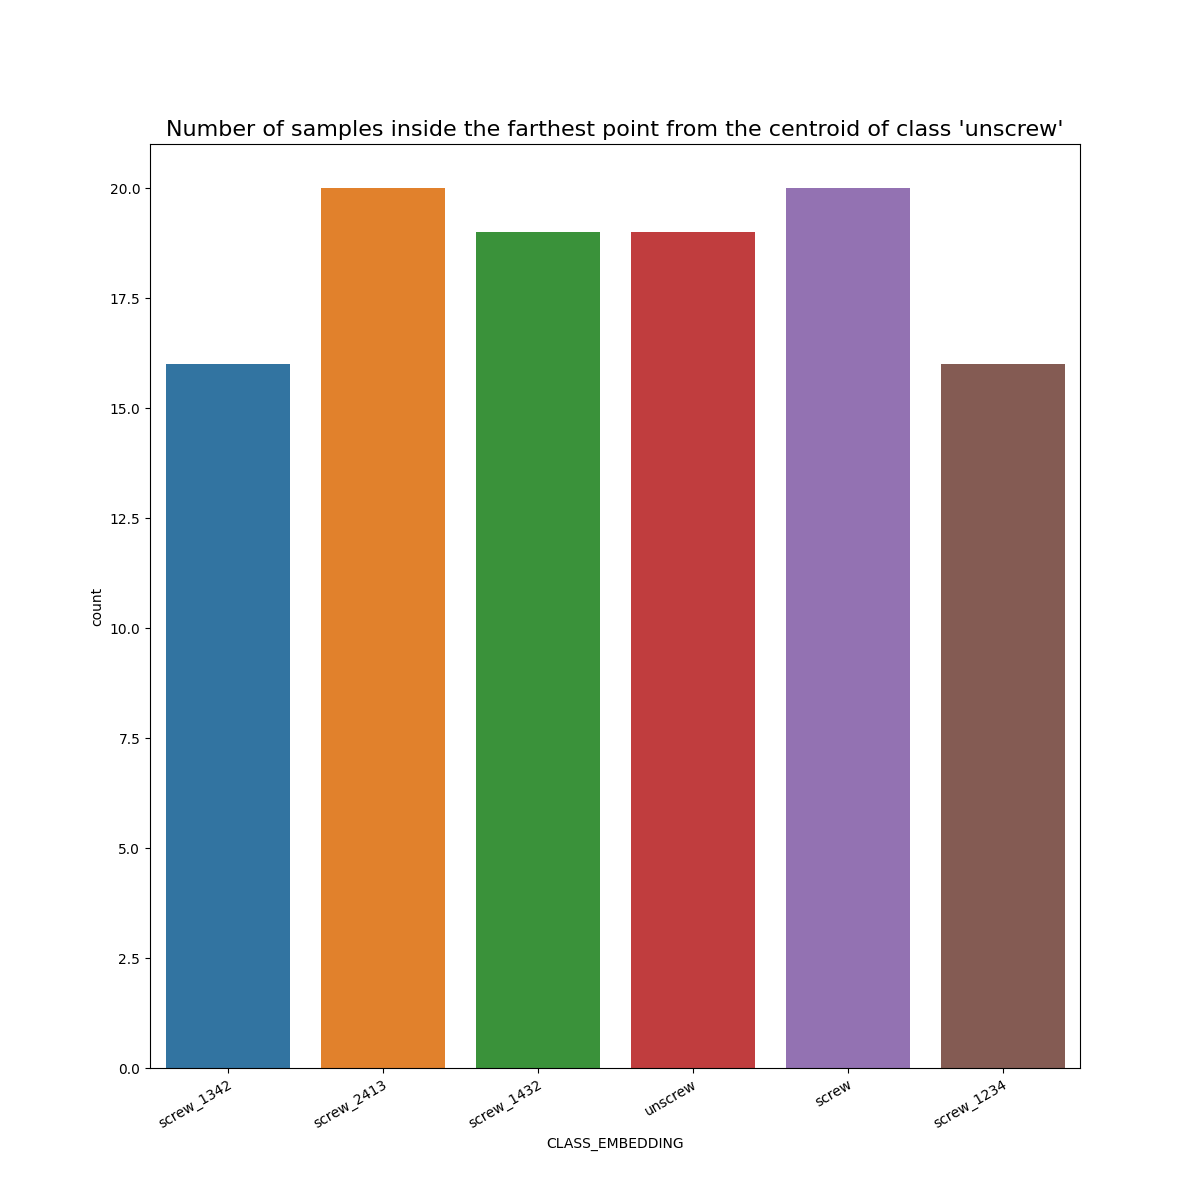 Number of samples inside the farthest point from the centroid of class 'unscrew'
20.0
17.5
15.0
12.5
10.0
7.5
5.0
2.5
0.0
count
screw_1342
screw_2413
screw_1432
unscrew
screw
screw_1234
CLASS_EMBEDDING